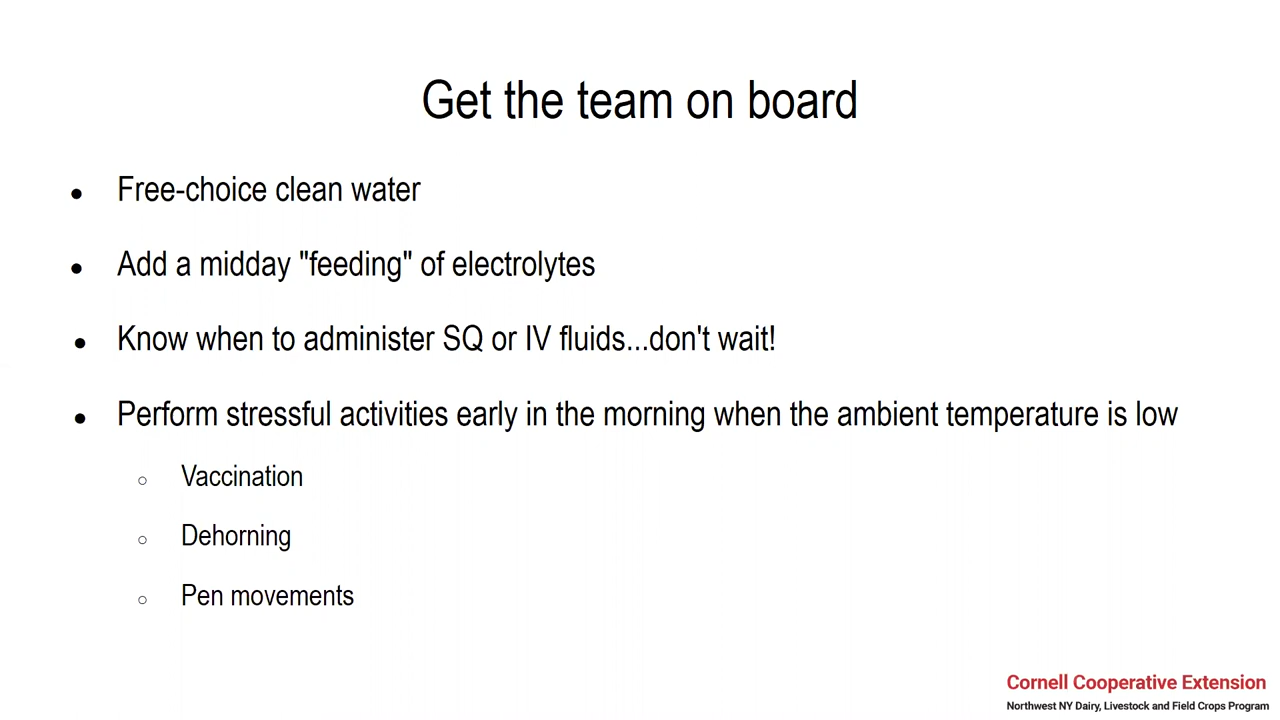 Get the team on board
● Free-choice clean water
● Add a midday "feeding" of electrolytes
● Know when to administer SQ or IV fluids...don't wait!
● Perform stressful activities early in the morning when the ambient temperature is low
○ Vaccination
○ Dehorning
○ Pen movements
Cornell Cooperative Extension
Northwest NY Dairy, Livestock and Field Crops Program